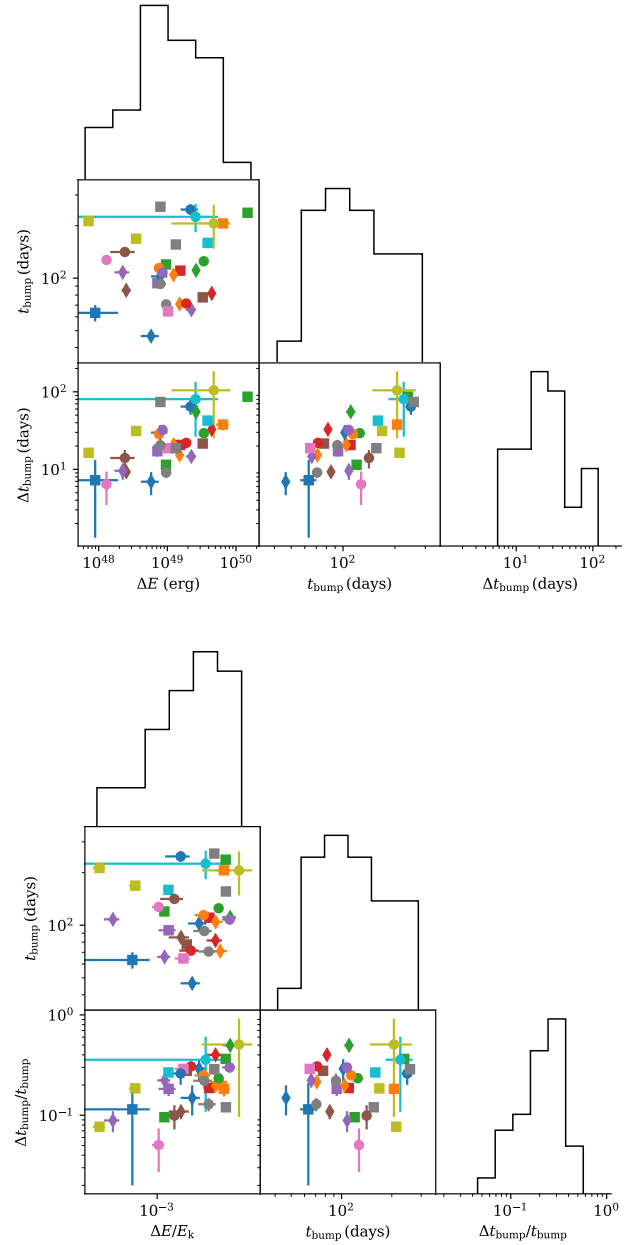 t_bump (days)
10^2
Δt_bump (days)
10^2
10^1
10^48 10^49 10^50
10^2
10^1 10^2
ΔE (erg)
t_bump (days)
Δt_bump (days)
t_bump (days)
10^2
Δt_bump/t_bump
10^0
10^−1
10^−3
10^2
10^−1 10^0
ΔE/E_k
t_bump (days)
Δt_bump/t_bump